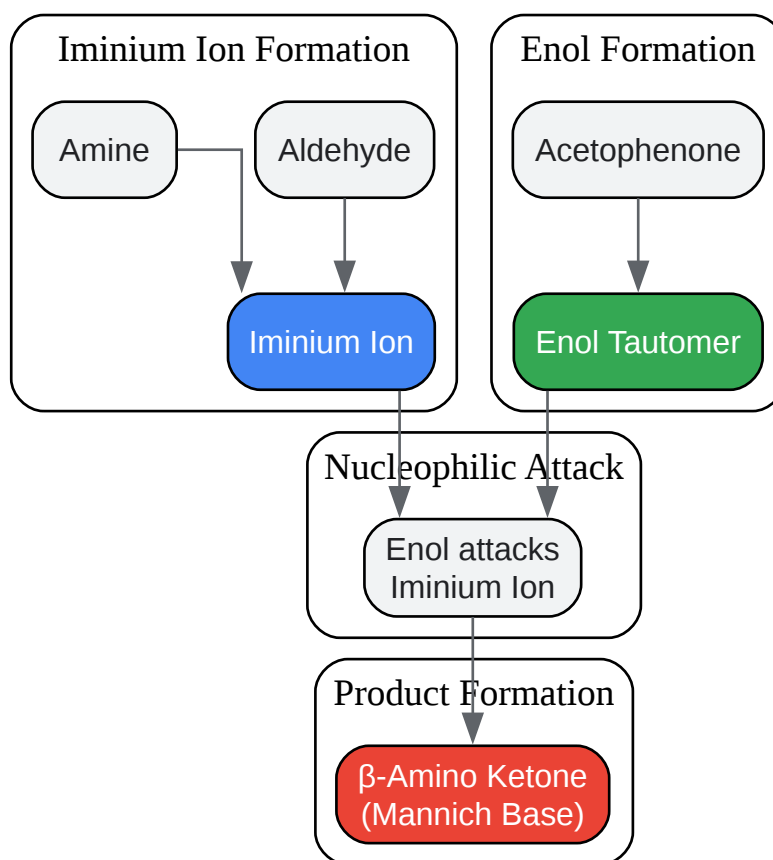 Iminium Ion Formation
Enol Formation
Amine
Aldehyde
Acetophenone
Iminium Ion
Enol Tautomer
Nucleophilic Attack
Enol attacks
Iminium Ion
Product Formation
β-Amino Ketone
(Mannich Base)